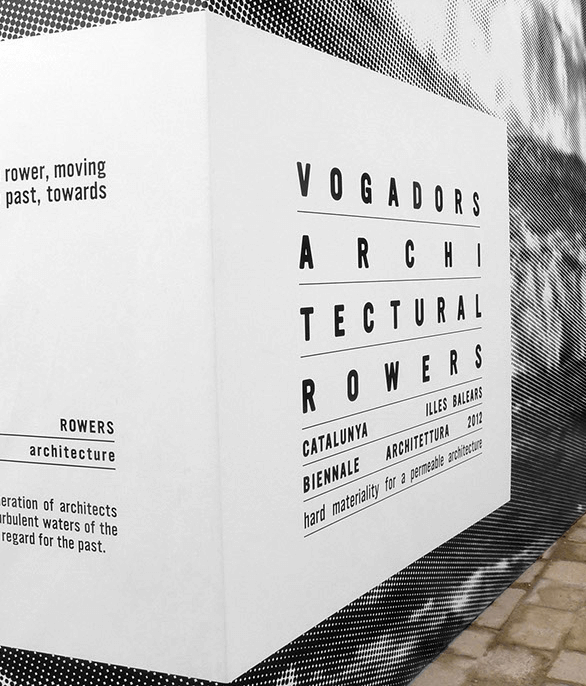 rower, moving
past, towards
ROWERS
architecture
eration of architects
urbulent waters of the
regard for the past.
VOGADORS
ARCHI
TECTURAL
ROWERS
CATALUNYA ILLES BALEARS
BIENNALE ARCHITETTURA 2012
hard materiality for a permeable architecture